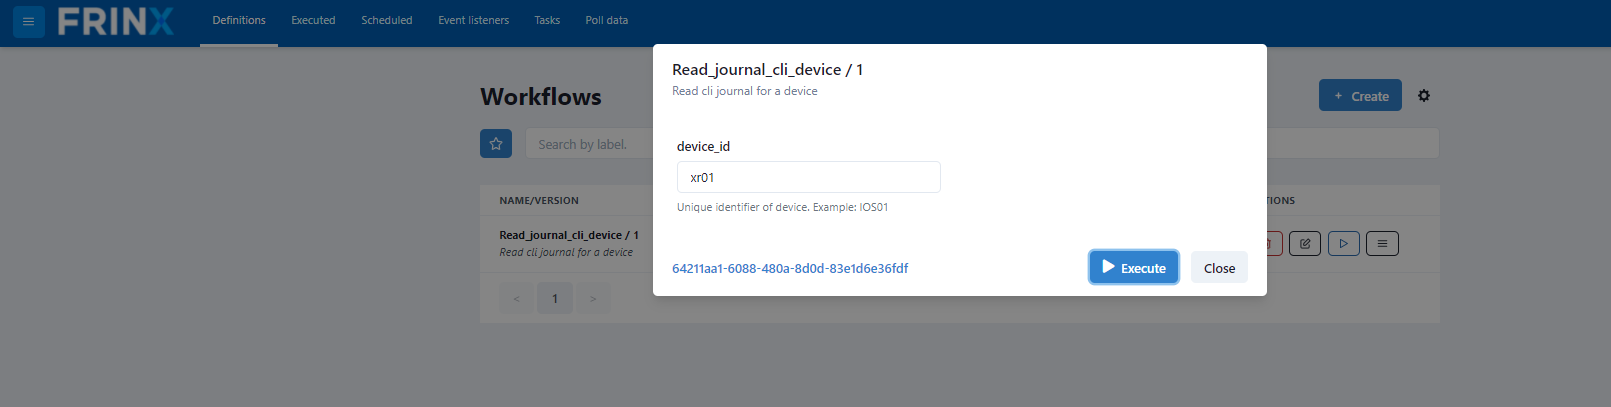 FRINX
Definitions Executed Scheduled Event listeners Tasks Poll data
Read_journal_cli_device / 1
Read cli journal for a device
Workflows
+ Create
Search by label.
device_id
xr01
Unique identifier of device. Example: IOS01
NAME/VERSION
TIONS
Read_journal_cli_device / 1
Read cli journal for a device
64211aa1-6088-480a-8d0d-83e1d6e36fdf
Execute Close
< 1 >